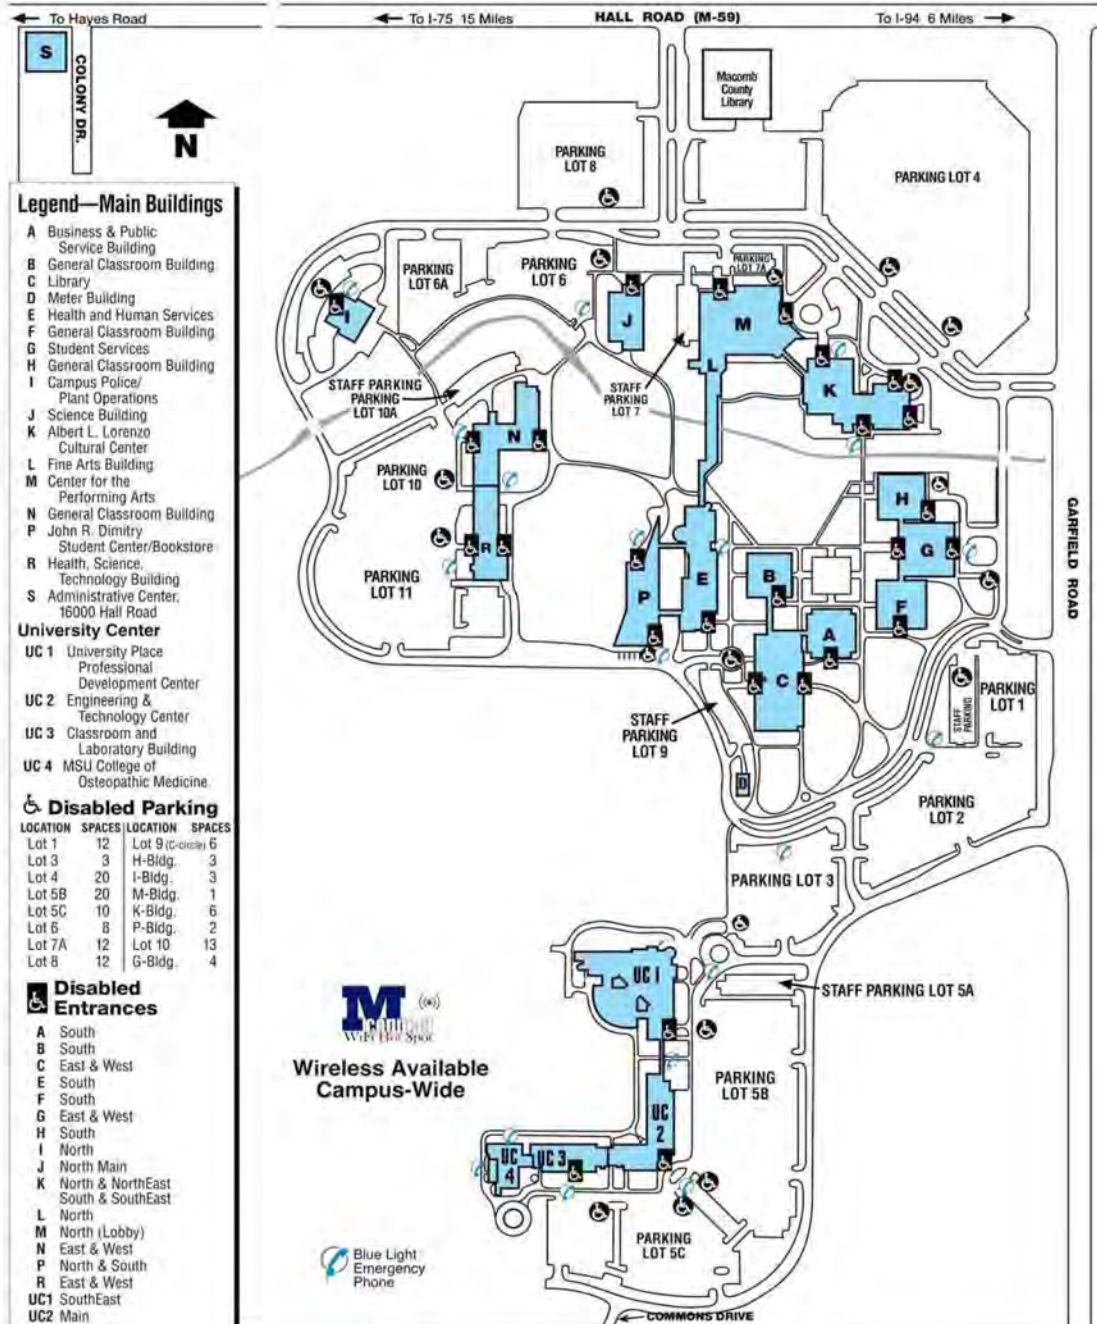 To Hayes Road
To I-75 15 Miles
HALL ROAD (M-59)
To I-94 6 Miles
S
COLONY DR.
N
Macomb
County
Library
PARKING
LOT 8
PARKING LOT 4
Legend—Main Buildings
A Business & Public
Service Building
B General Classroom Building
C Library
D Meter Building
E Health and Human Services
F General Classroom Building
G Student Services
H General Classroom Building
I Campus Police/
Plant Operations
J Science Building
K Albert L. Lorenzo
Cultural Center
L Fine Arts Building
M Center for the
Performing Arts
N General Classroom Building
P John R. Dimitry
Student Center/Bookstore
R Health, Science,
Technology Building
S Administrative Center,
16000 Hall Road
University Center
UC 1 University Place
Professional
Development Center
UC 2 Engineering &
Technology Center
UC 3 Classroom and
Laboratory Building
UC 4 MSU College of
Osteopathic Medicine
Disabled Parking
LOCATION SPACES LOCATION SPACES
Lot 1 12 Lot 9 (C-circle) 6
Lot 3 3 H-Bldg. 3
Lot 4 20 I-Bldg. 3
Lot 5B 20 M-Bldg. 1
Lot 5C 10 K-Bldg. 6
Lot 6 8 P-Bldg. 2
Lot 7A 12 Lot 10 13
Lot 8 12 G-Bldg. 4
Disabled
Entrances
A South
B South
C East & West
E South
F South
G East & West
H South
I North
J North Main
K North & NorthEast
South & SouthEast
L North
M North (Lobby)
N East & West
P North & South
R East & West
UC1 SouthEast
UC2 Main
PARKING
LOT 6A
PARKING
LOT 6
PARKING
LOT 7A
I
J
M
L
K
STAFF PARKING
PARKING
LOT 10A
STAFF
PARKING
LOT 7
N
PARKING
LOT 10
H
G
GARFIELD ROAD
R
PARKING
LOT 11
P
E
B
F
A
C
STAFF
PARKING
LOT 9
D
STAFF
PARKING
PARKING
LOT 1
PARKING
LOT 2
PARKING LOT 3
UC 1
STAFF PARKING LOT 5A
M
WiFi Hot Spot
Wireless Available
Campus-Wide
PARKING
LOT 5B
UC
2
UC
4
UC 3
PARKING
LOT 5C
Blue Light
Emergency
Phone
COMMONS DRIVE